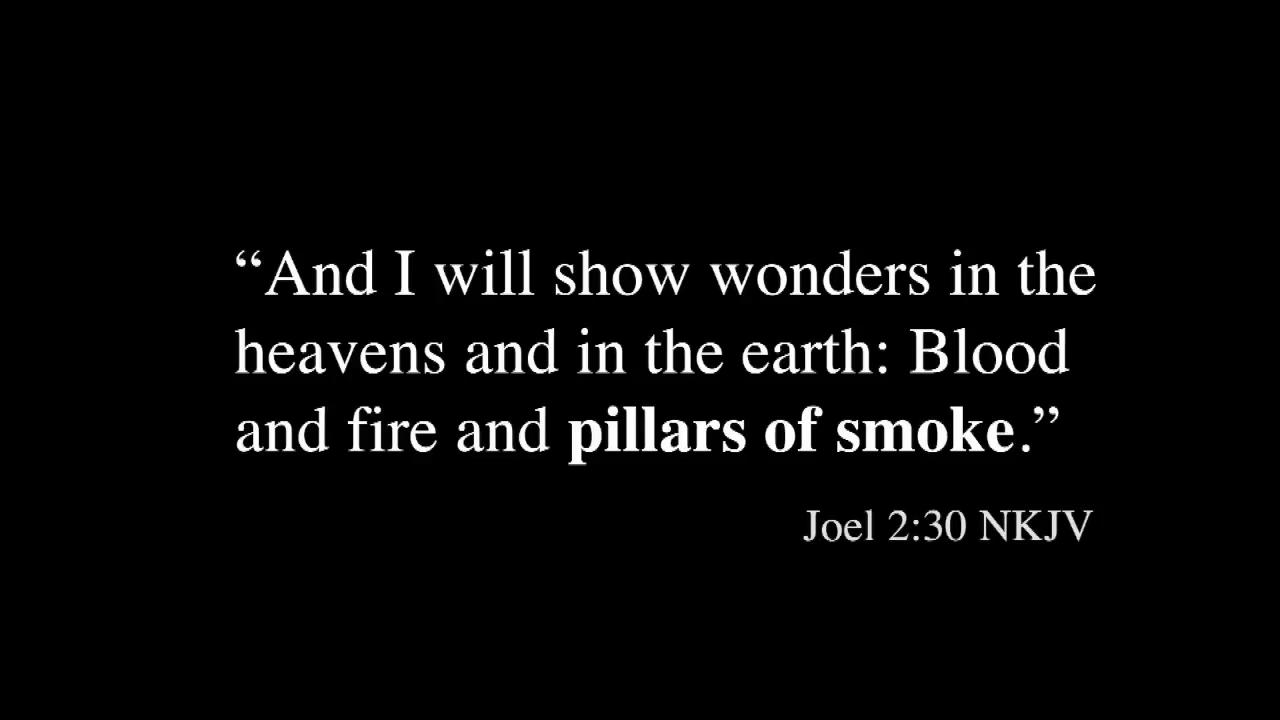 “And I will show wonders in the
heavens and in the earth: Blood
and fire and pillars of smoke.”
Joel 2:30 NKJV